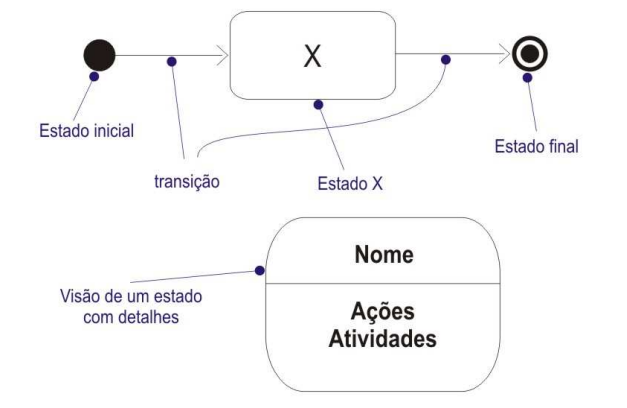 X
Estado inicial
Estado final
transição
Estado X
Nome
Visão de um estado
com detalhes
Ações
Atividades